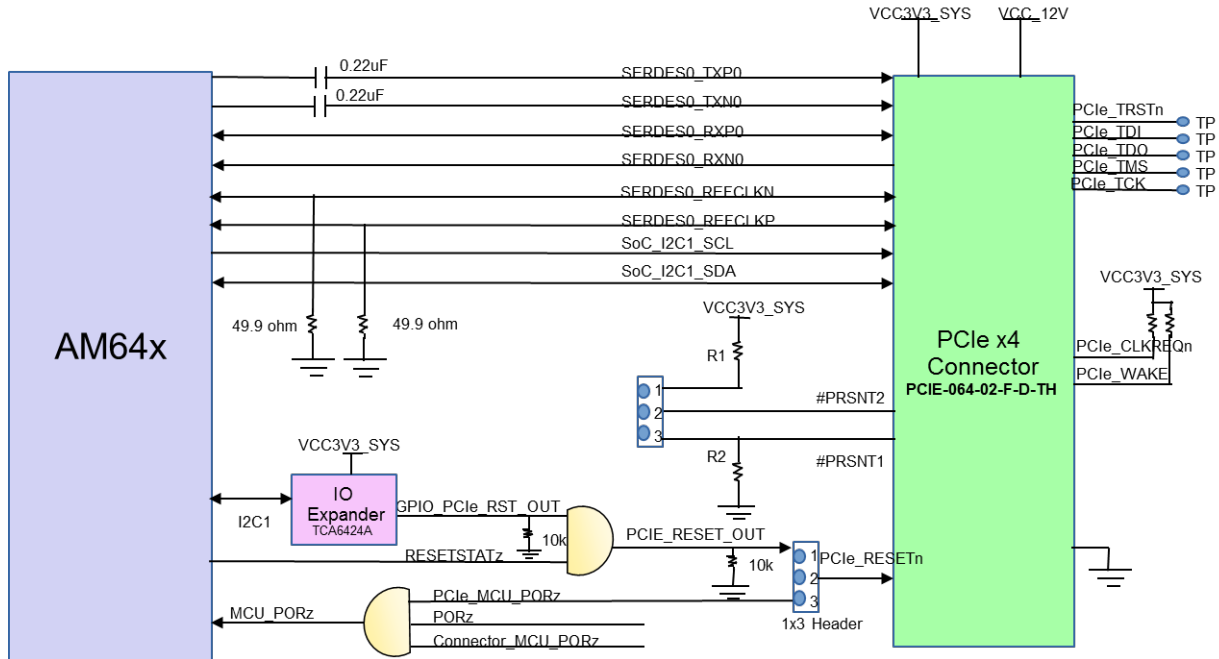 VCC3V3_SYS
VCC_12V
0.22uF
SERDES0_TXP0
0.22uF
SERDES0_TXN0
SERDES0_RXP0
SERDES0_RXN0
SERDES0_REFCLKN
SERDES0_REFCLKP
SoC_I2C1_SCL
SoC_I2C1_SDA
PCIe_TRSTn
TP
PCIe_TDI
TP
PCIe_TDO
TP
PCIe_TMS
TP
PCIe_TCK
TP
49.9 ohm
49.9 ohm
AM64x
VCC3V3_SYS
R1
1
2
3
#PRSNT2
R2
#PRSNT1
PCIe x4
Connector
PCIE-064-02-F-D-TH
VCC3V3_SYS
PCIe_CLKREQn
PCIe_WAKE
VCC3V3_SYS
I2C1
IO
Expander
TCA6424A
GPIO_PCIe_RST_OUT
10k
RESETSTATz
PCIE_RESET_OUT
10k
1
2
3
PCIe_RESETn
1x3 Header
MCU_PORz
PCIe_MCU_PORz
PORz
Connector_MCU_PORz